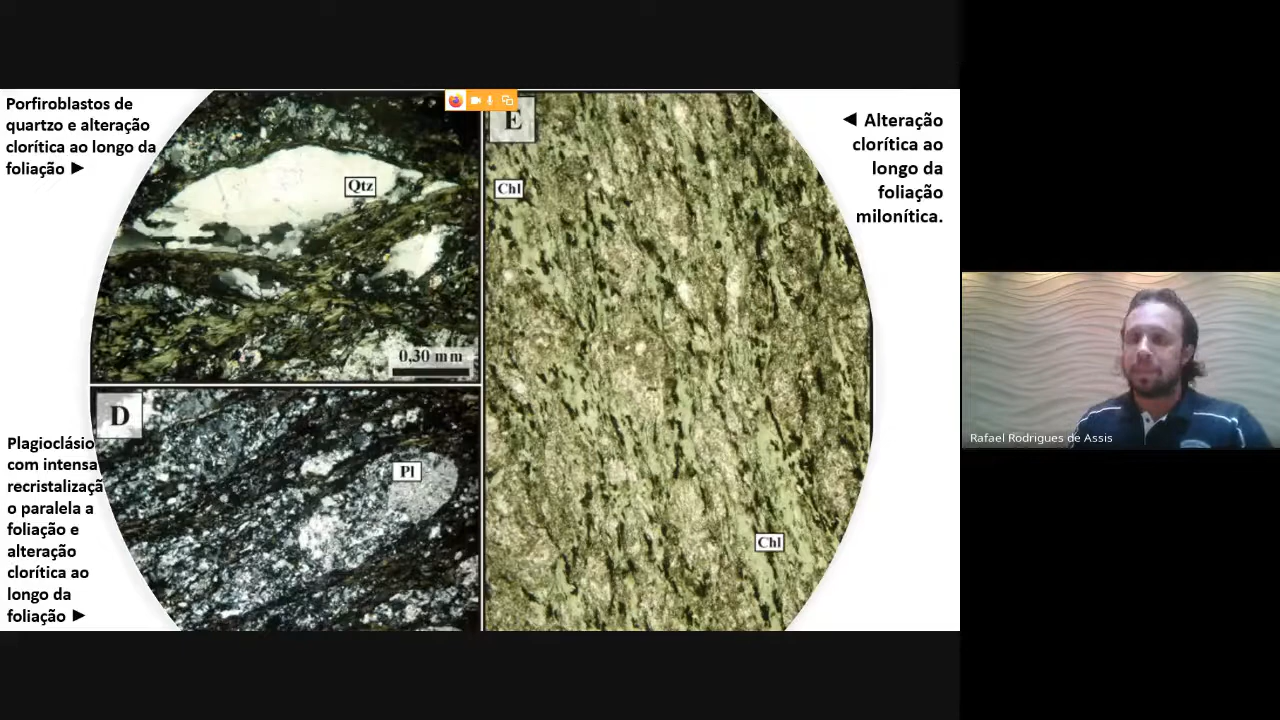 Porfiroblastos de
quartzo e alteração
clorítica ao longo da
foliação ►
Qtz
0,30 mm
D
Plagioclásio
com intensa
recristalizaçã
o paralela a
foliação e
alteração
clorítica ao
longo da
foliação ►
Pl
E
Chl
Chl
◄ Alteração
clorítica ao
longo da
foliação
milonítica.
Rafael Rodrigues de Assis